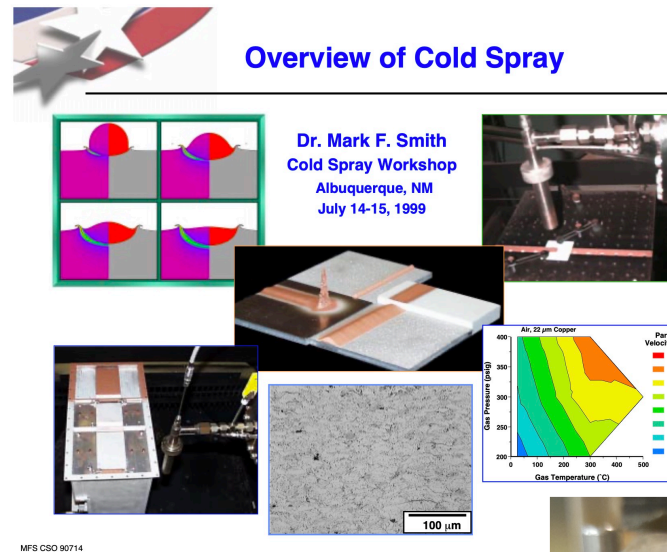 Overview of Cold Spray
Dr. Mark F. Smith
Cold Spray Workshop
Albuquerque, NM
July 14-15, 1999
Air, 22 µm Copper
400
300
300
200
Gas Pressure (psig)
0 100 200 300 400 500
Gas Temperature (˚C)
100 µm
MFS CSO 90714